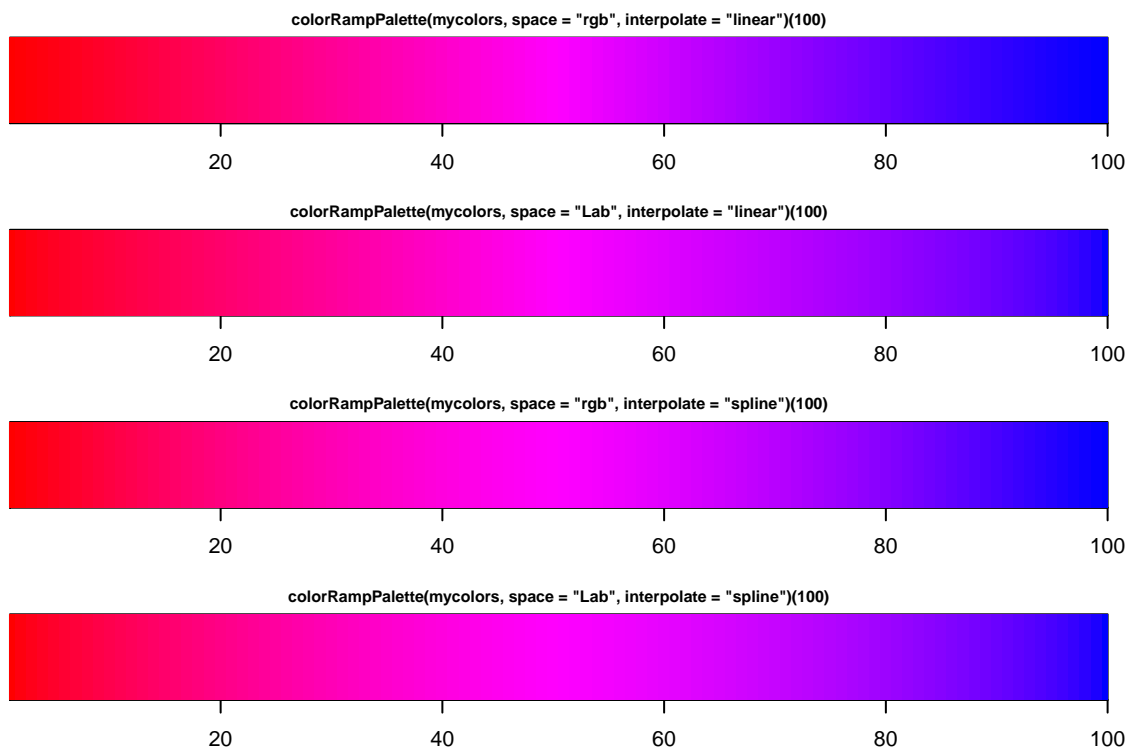 colorRampPalette(mycolors, space = "rgb", interpolate = "linear")(100)
20 40 60 80 100
colorRampPalette(mycolors, space = "Lab", interpolate = "linear")(100)
20 40 60 80 100
colorRampPalette(mycolors, space = "rgb", interpolate = "spline")(100)
20 40 60 80 100
colorRampPalette(mycolors, space = "Lab", interpolate = "spline")(100)
20 40 60 80 100